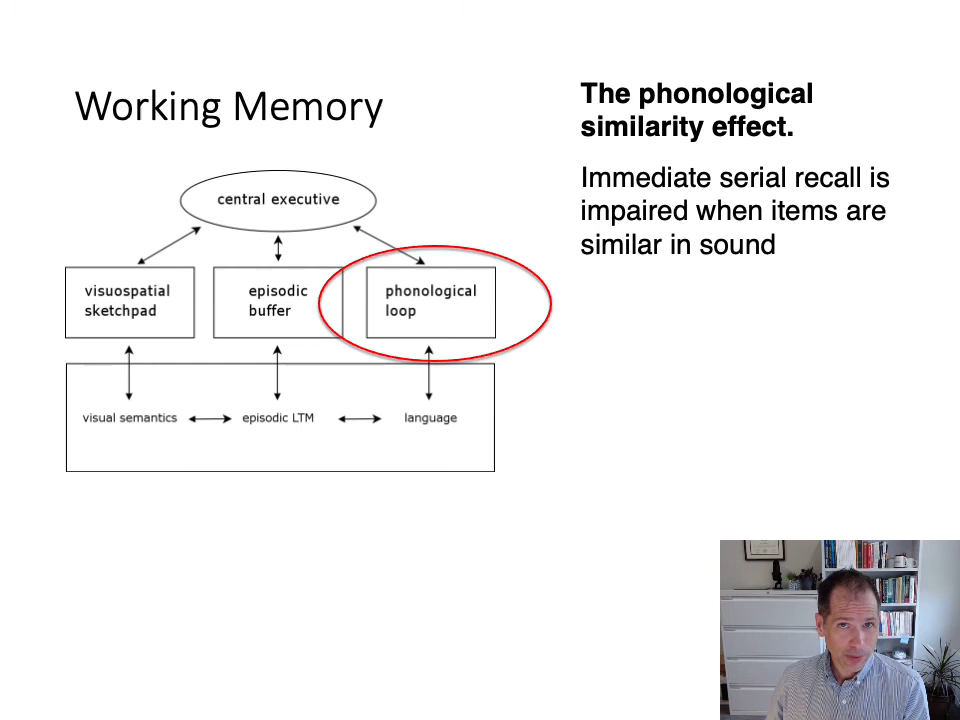 Working Memory
The phonological
similarity effect.
Immediate serial recall is
impaired when items are
similar in sound
central executive
visuospatial
sketchpad
episodic
buffer
phonological
loop
visual semantics
episodic LTM
language